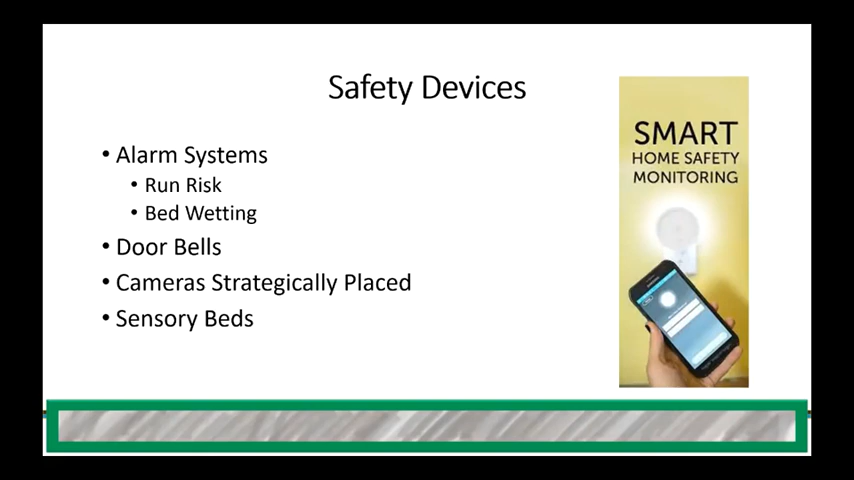 Safety Devices
• Alarm Systems
• Run Risk
• Bed Wetting
• Door Bells
• Cameras Strategically Placed
• Sensory Beds
SMART
HOME SAFETY
MONITORING